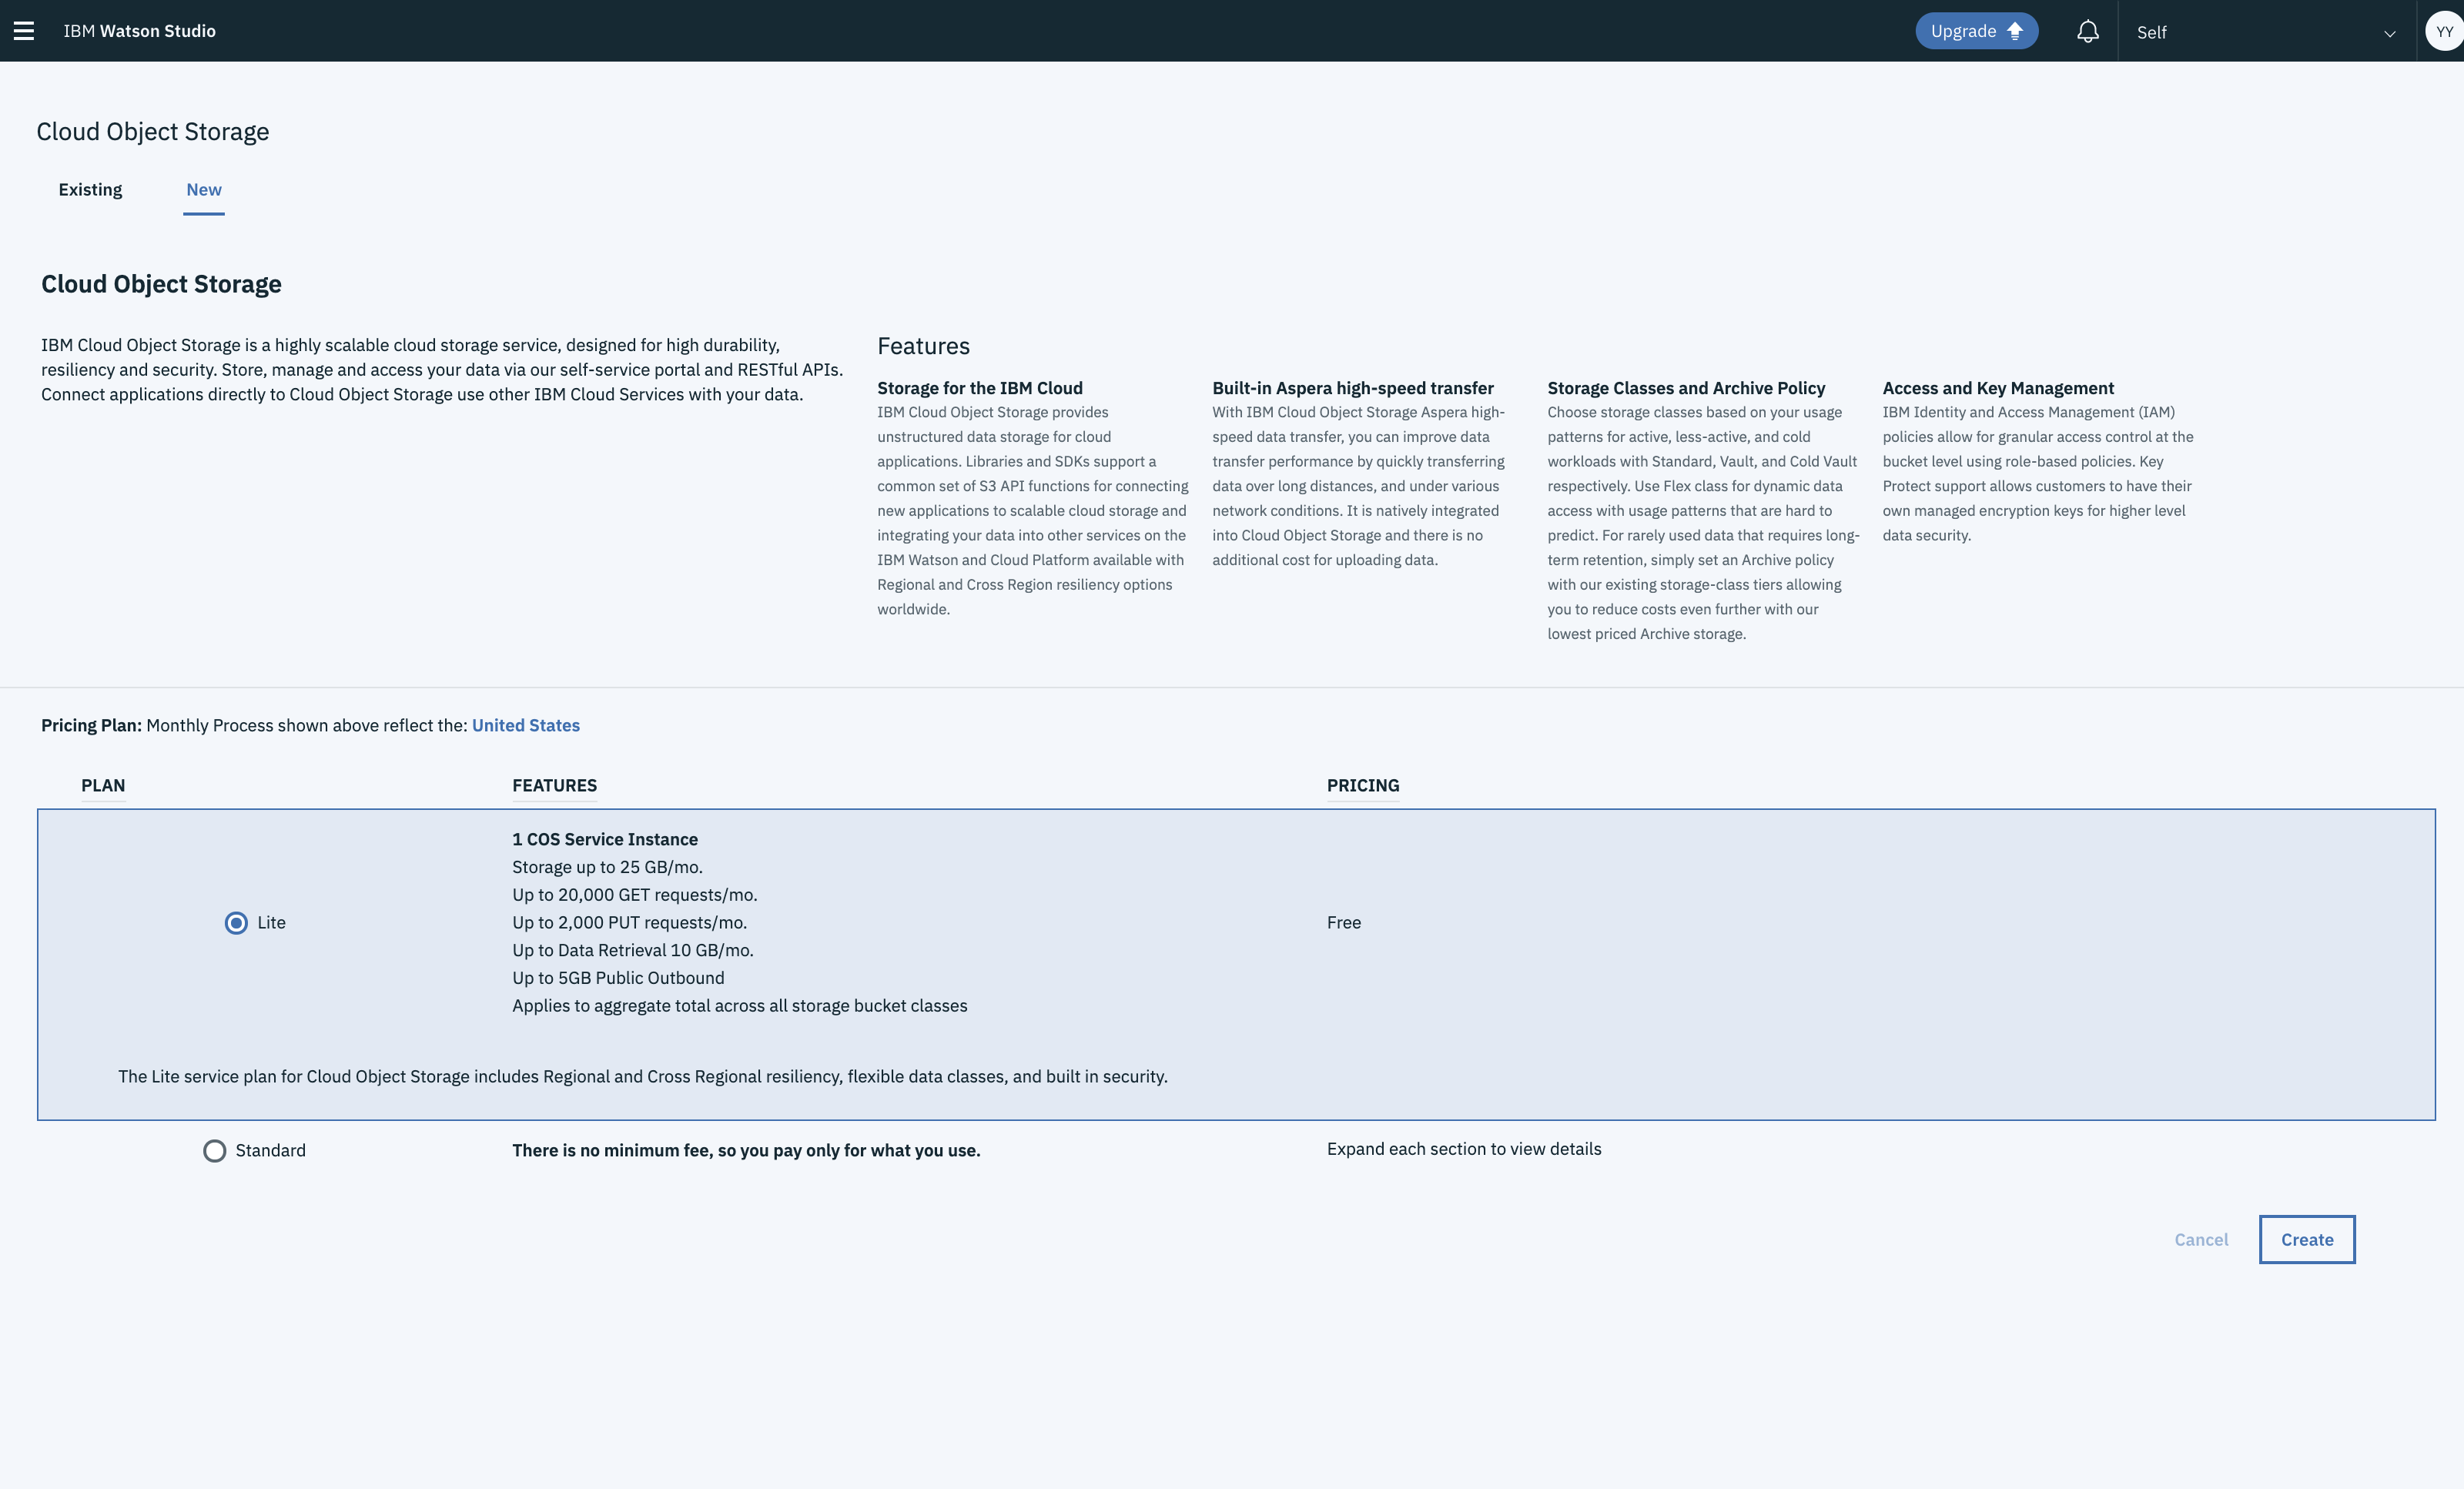 IBM Watson Studio
Upgrade
Self
YY
Cloud Object Storage
Existing
New
Cloud Object Storage
IBM Cloud Object Storage is a highly scalable cloud storage service, designed for high durability,
resiliency and security. Store, manage and access your data via our self-service portal and RESTful APIs.
Connect applications directly to Cloud Object Storage use other IBM Cloud Services with your data.
Features
Storage for the IBM Cloud
IBM Cloud Object Storage provides
unstructured data storage for cloud
applications. Libraries and SDKs support a
common set of S3 API functions for connecting
new applications to scalable cloud storage and
integrating your data into other services on the
IBM Watson and Cloud Platform available with
Regional and Cross Region resiliency options
worldwide.
Built-in Aspera high-speed transfer
With IBM Cloud Object Storage Aspera high-
speed data transfer, you can improve data
transfer performance by quickly transferring
data over long distances, and under various
network conditions. It is natively integrated
into Cloud Object Storage and there is no
additional cost for uploading data.
Storage Classes and Archive Policy
Choose storage classes based on your usage
patterns for active, less-active, and cold
workloads with Standard, Vault, and Cold Vault
respectively. Use Flex class for dynamic data
access with usage patterns that are hard to
predict. For rarely used data that requires long-
term retention, simply set an Archive policy
with our existing storage-class tiers allowing
you to reduce costs even further with our
lowest priced Archive storage.
Access and Key Management
IBM Identity and Access Management (IAM)
policies allow for granular access control at the
bucket level using role-based policies. Key
Protect support allows customers to have their
own managed encryption keys for higher level
data security.
Pricing Plan: Monthly Process shown above reflect the: United States
PLAN
FEATURES
PRICING
Lite
1 COS Service Instance
Storage up to 25 GB/mo.
Up to 20,000 GET requests/mo.
Up to 2,000 PUT requests/mo.
Up to Data Retrieval 10 GB/mo.
Up to 5GB Public Outbound
Applies to aggregate total across all storage bucket classes
Free
The Lite service plan for Cloud Object Storage includes Regional and Cross Regional resiliency, flexible data classes, and built in security.
Standard
There is no minimum fee, so you pay only for what you use.
Expand each section to view details
Cancel
Create